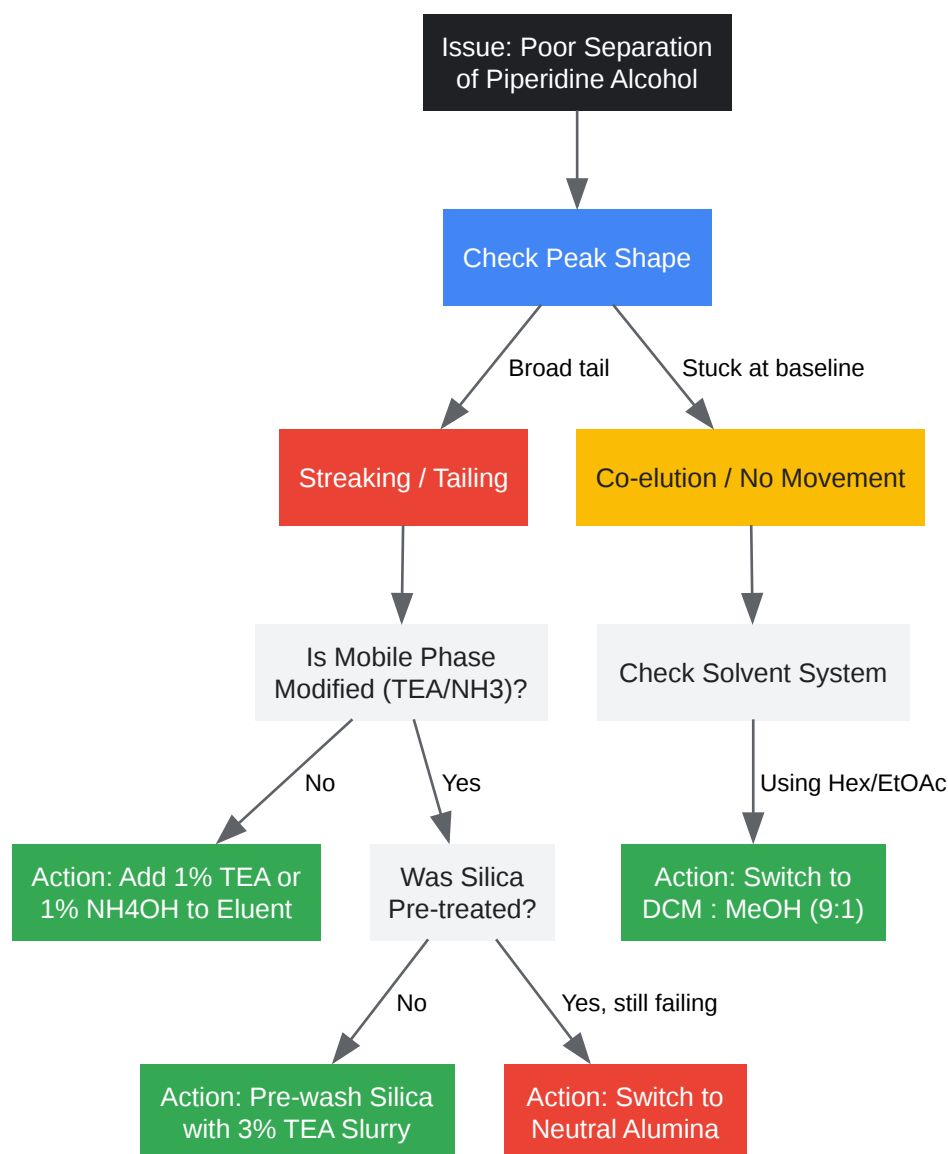 Issue: Poor Separation
of Piperidine Alcohol
Check Peak Shape
Broad tail
Stuck at baseline
Streaking / Tailing
Co-elution / No Movement
Is Mobile Phase
Modified (TEA/NH3)?
Check Solvent System
No
Yes
Using Hex/EtOAc
Action: Add 1% TEA or
1% NH4OH to Eluent
Was Silica
Pre-treated?
Action: Switch to
DCM : MeOH (9:1)
No
Yes, still failing
Action: Pre-wash Silica
with 3% TEA Slurry
Action: Switch to
Neutral Alumina